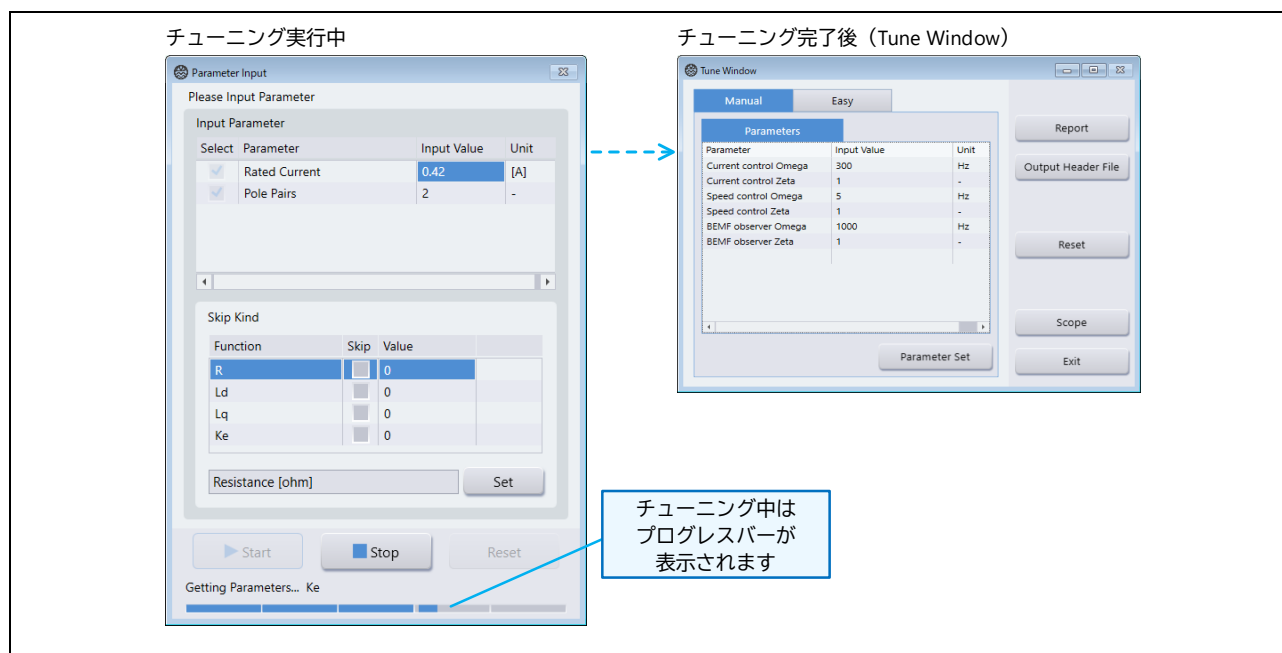 チューニング実行中
Parameter Input
Please Input Parameter
Input Parameter
Select Parameter Input Value Unit
Rated Current 0.42 [A]
Pole Pairs 2 -
Skip Kind
Function Skip Value
R 0
Ld 0
Lq 0
Ke 0
Resistance [ohm] Set
Start Stop Reset
Getting Parameters... Ke
チューニング中は
プログレスバーが
表示されます
チューニング完了後（Tune Window）
Tune Window
Manual Easy
Parameters
Parameter Input Value Unit
Current control Omega 300 Hz
Current control Zeta 1 -
Speed control Omega 5 Hz
Speed control Zeta 1 -
BEMF observer Omega 1000 Hz
BEMF observer Zeta 1 -
Parameter Set
Report
Output Header File
Reset
Scope
Exit